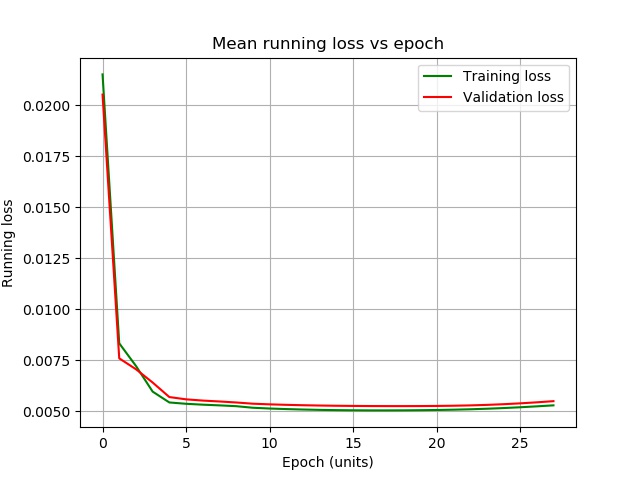 Mean running loss vs epoch
Training loss
Validation loss
0.0200
0.0175
0.0150
0.0125
0.0100
0.0075
0.0050
Running loss
0 5 10 15 20 25
Epoch (units)